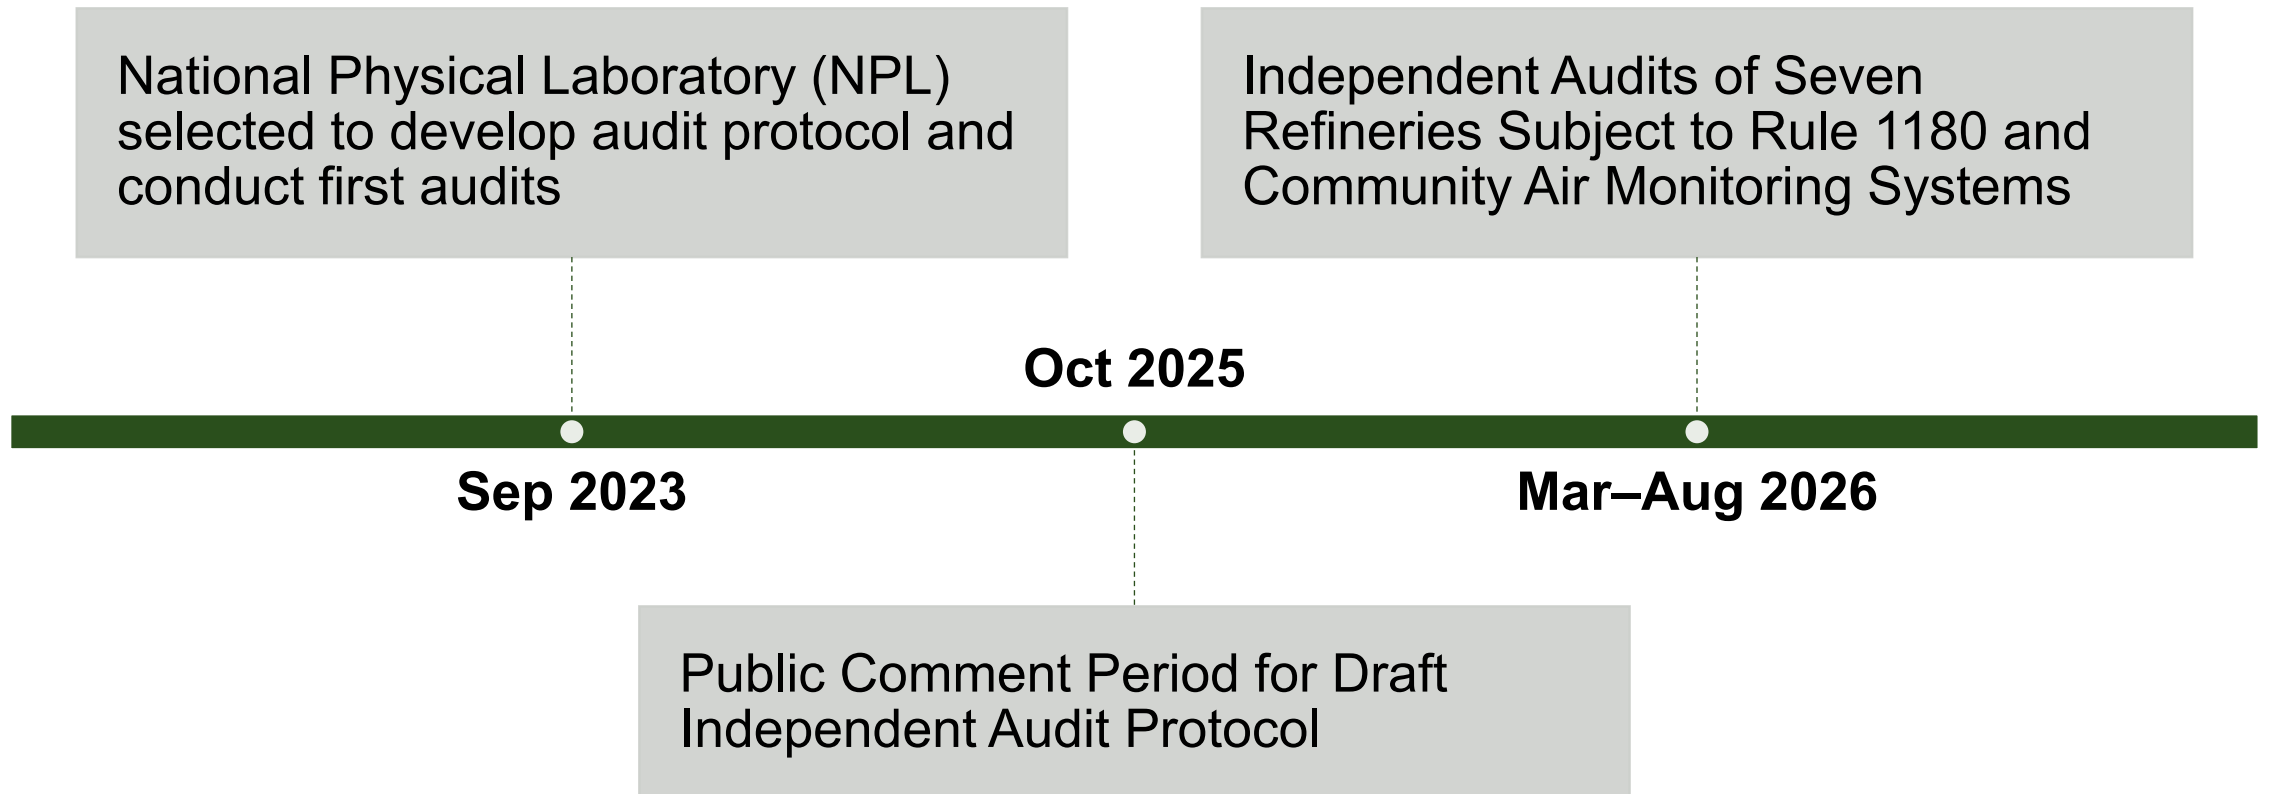 National Physical Laboratory (NPL)
selected to develop audit protocol and
conduct first audits
Independent Audits of Seven
Refineries Subject to Rule 1180 and
Community Air Monitoring Systems
Oct 2025
Sep 2023
Mar–Aug 2026
Public Comment Period for Draft
Independent Audit Protocol